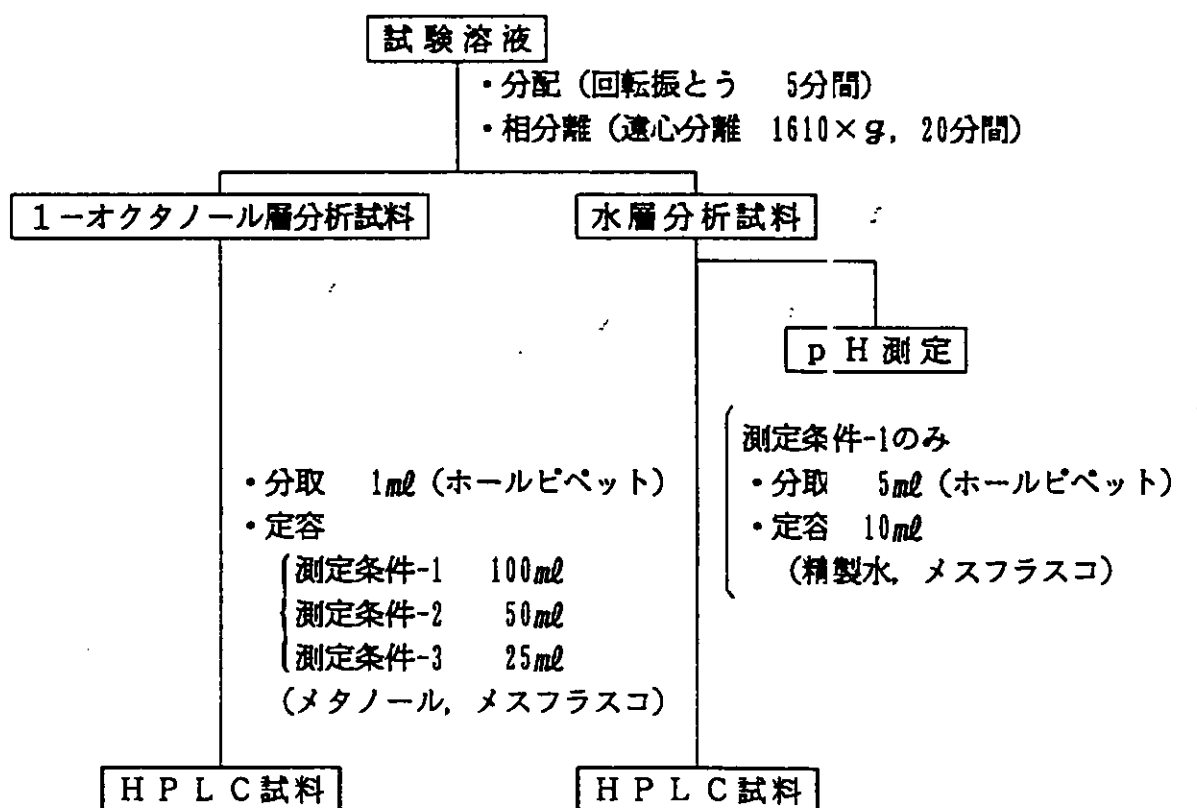 試験溶液
・分配（回転振とう　5分間）
・相分離（遠心分離　1610×g, 20分間）
1－オクタノール層分析試料
水層分析試料
pH測定
・分取　1mℓ（ホールピペット）
・定容
測定条件-1　100mℓ
測定条件-2　50mℓ
測定条件-3　25mℓ
（メタノール, メスフラスコ）
測定条件-1のみ
・分取　5mℓ（ホールピペット）
・定容　10mℓ
（精製水, メスフラスコ）
HPLC試料
HPLC試料